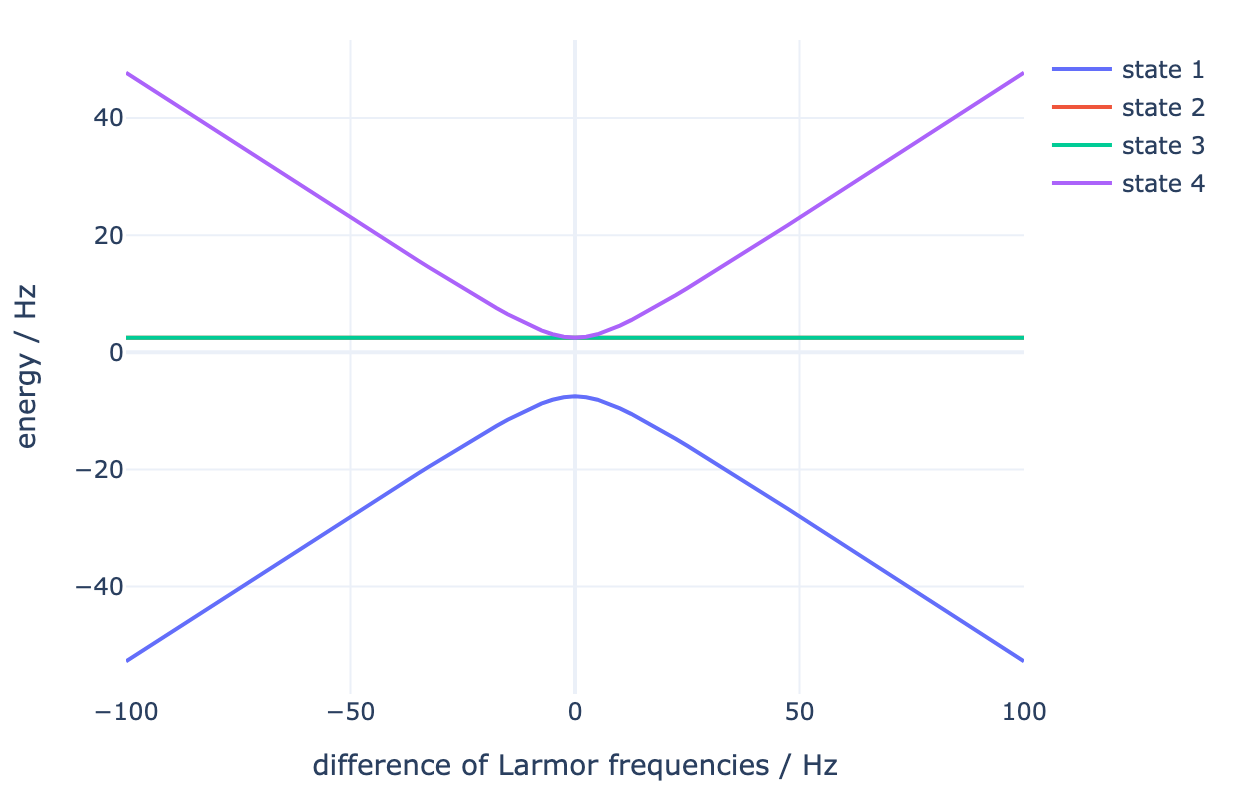 state 1
state 2
state 3
state 4
40
20
0
−20
−40
energy / Hz
−100
−50
0
50
100
difference of Larmor frequencies / Hz